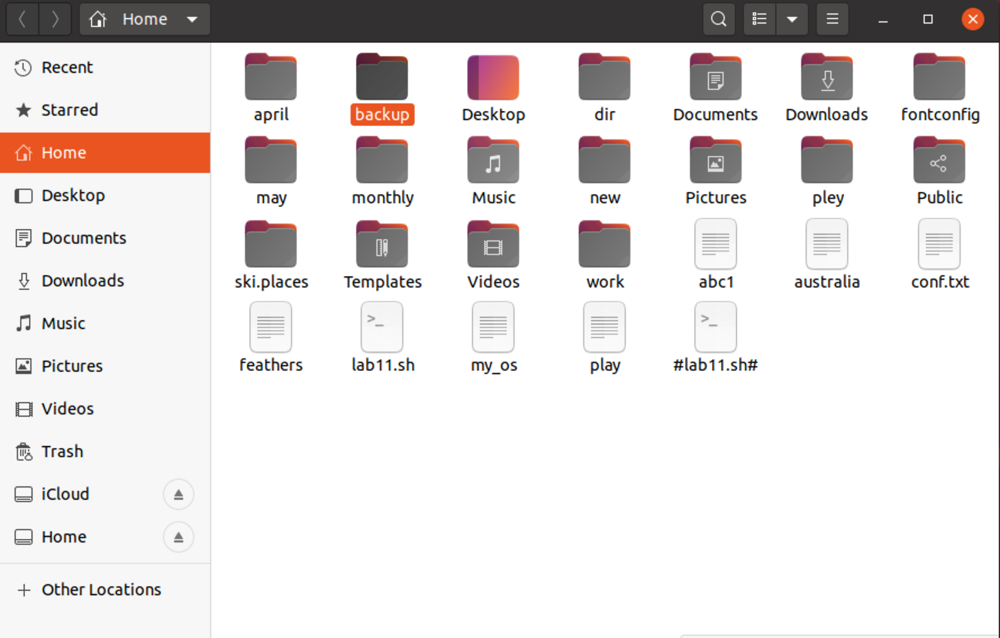 Home
Recent
Starred
Home
Desktop
Documents
Downloads
Music
Pictures
Videos
Trash
iCloud
Home
Other Locations
april backup Desktop dir Documents Downloads fontconfig
may monthly Music new Pictures pley Public
ski.places Templates Videos work abc1 australia conf.txt
feathers lab11.sh my_os play #lab11.sh#